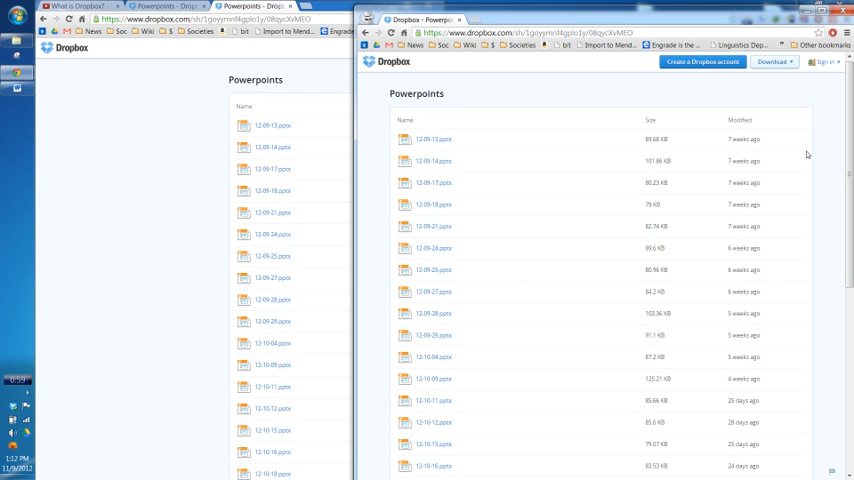 What is Dropbox? -
Powerpoints - Dropbox
Powerpoints - Dropbox
https://www.dropbox.com/sh/1goyyrnnf4gplo1y/08qycXvMEO
News
Soc
Wiki
$
Societies
bit
Import to Mend...
Engrade
Dropbox
Powerpoints
Name
12-09-13.pptx
12-09-14.pptx
12-09-17.pptx
12-09-18.pptx
12-09-21.pptx
12-09-24.pptx
12-09-25.pptx
12-09-27.pptx
12-09-28.pptx
12-09-29.pptx
12-10-04.pptx
12-10-09.pptx
12-10-11.pptx
12-10-12.pptx
12-10-15.pptx
12-10-16.pptx
12-10-18.pptx
0:59
1:12 PM
11/9/2012
Dropbox - Powerpo
https://www.dropbox.com/sh/1goyyrnnf4gplo1y/08qycXvMEO
News Soc Wiki $ Societies bit Import to Mend... Engrade is the ... Linguistics Dep... » Other bookmarks
Dropbox Create a Dropbox account Download Sign in
Powerpoints
Name Size Modified
12-09-13.pptx 89.68 KB 7 weeks ago
12-09-14.pptx 101.86 KB 7 weeks ago
12-09-17.pptx 80.23 KB 7 weeks ago
12-09-18.pptx 79 KB 7 weeks ago
12-09-21.pptx 82.74 KB 7 weeks ago
12-09-24.pptx 89.6 KB 6 weeks ago
12-09-25.pptx 80.96 KB 6 weeks ago
12-09-27.pptx 84.2 KB 6 weeks ago
12-09-28.pptx 103.36 KB 5 weeks ago
12-09-29.pptx 91.1 KB 5 weeks ago
12-10-04.pptx 87.2 KB 5 weeks ago
12-10-09.pptx 125.21 KB 4 weeks ago
12-10-11.pptx 85.66 KB 25 days ago
12-10-12.pptx 85.6 KB 28 days ago
12-10-15.pptx 79.07 KB 25 days ago
12-10-16.pptx 83.53 KB 24 days ago